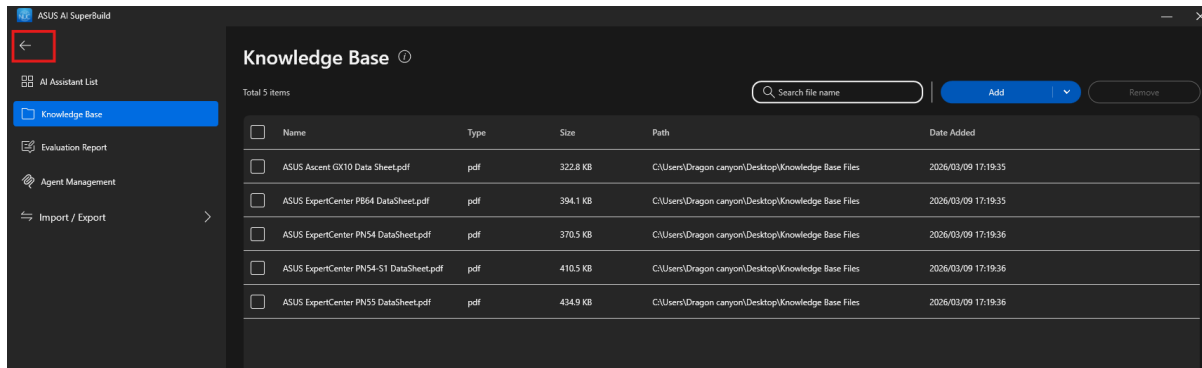 ASUS AI SuperBuild
AI Assistant List
Knowledge Base
Evaluation Report
Agent Management
Import / Export
Knowledge Base
Total 5 items
Search file name
Add
Remove
Name Type Size Path Date Added
ASUS Ascent GX10 Data Sheet.pdf pdf 322.8 KB C:\Users\Dragon canyon\Desktop\Knowledge Base Files 2026/03/09 17:19:35
ASUS ExpertCenter PB64 DataSheet.pdf pdf 394.1 KB C:\Users\Dragon canyon\Desktop\Knowledge Base Files 2026/03/09 17:19:35
ASUS ExpertCenter PN54 DataSheet.pdf pdf 370.5 KB C:\Users\Dragon canyon\Desktop\Knowledge Base Files 2026/03/09 17:19:36
ASUS ExpertCenter PN54-S1 DataSheet.pdf pdf 410.5 KB C:\Users\Dragon canyon\Desktop\Knowledge Base Files 2026/03/09 17:19:36
ASUS ExpertCenter PN55 DataSheet.pdf pdf 434.9 KB C:\Users\Dragon canyon\Desktop\Knowledge Base Files 2026/03/09 17:19:36